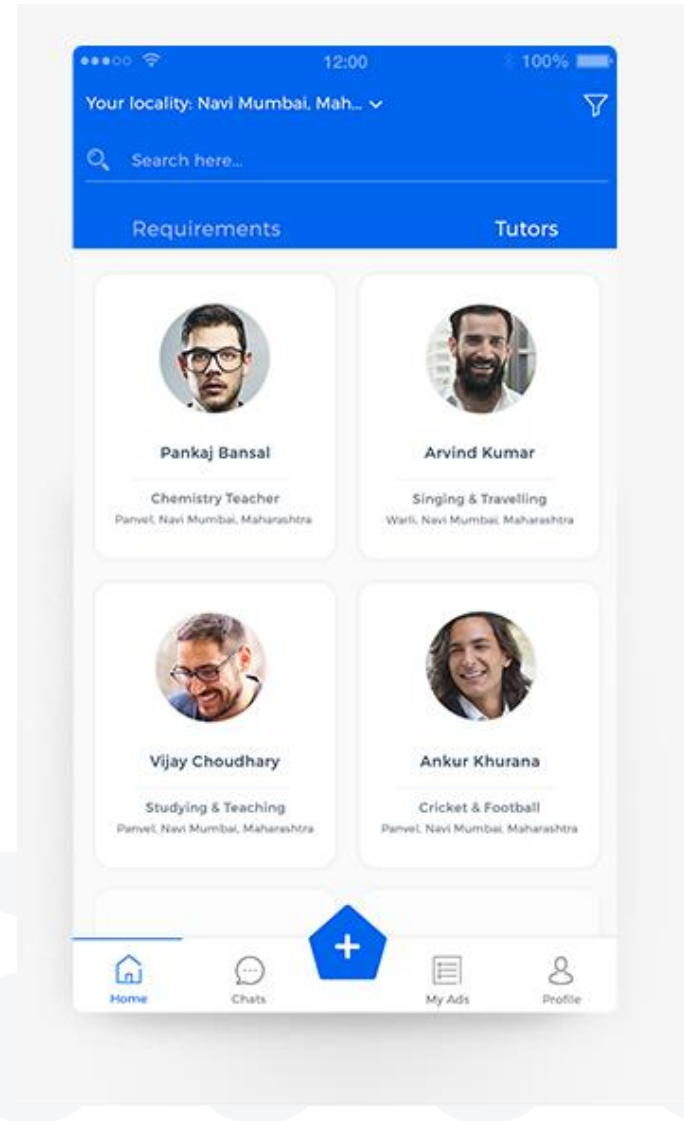 12:00
100%
Your locality: Navi Mumbai, Mah...
Search here...
Requirements
Tutors
Pankaj Bansal
Chemistry Teacher
Panvel, Navi Mumbai, Maharashtra
Arvind Kumar
Singing & Travelling
Warli, Navi Mumbai, Maharashtra
Vijay Choudhary
Studying & Teaching
Panvel, Navi Mumbai, Maharashtra
Ankur Khurana
Cricket & Football
Panvel, Navi Mumbai, Maharashtra
Home
Chats
+
My Ads
Profile